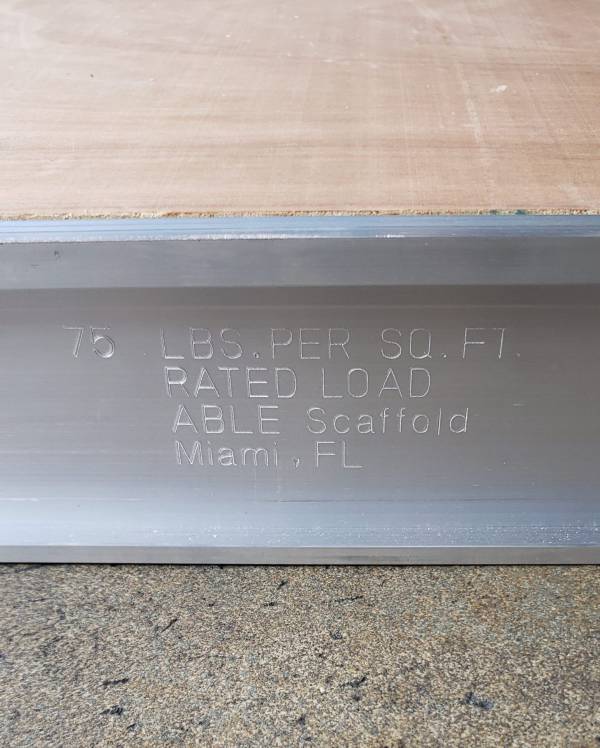 75 LBS.PER SQ.FT.
RATED LOAD
ABLE Scaffold
Miami, FL